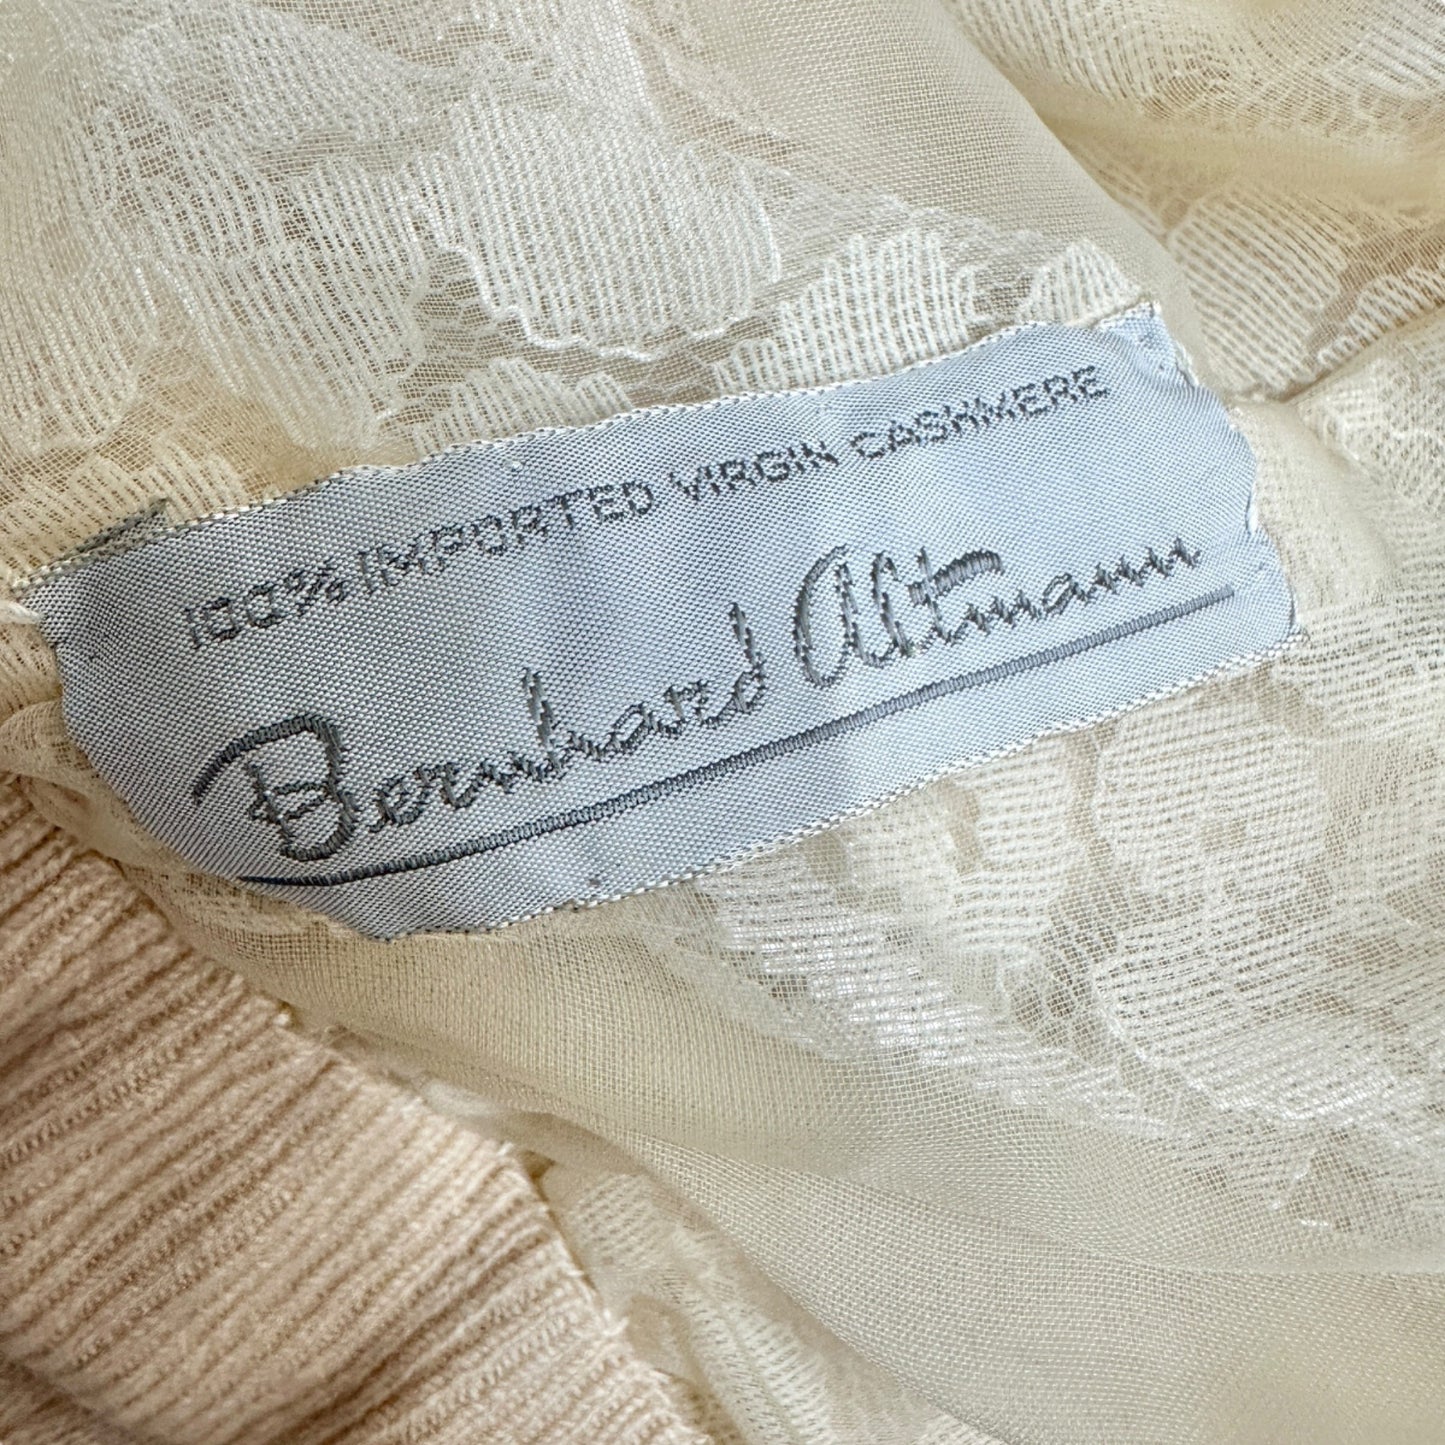 100% IMPORTED VIRGIN CASHMERE
Bernhard Altmann